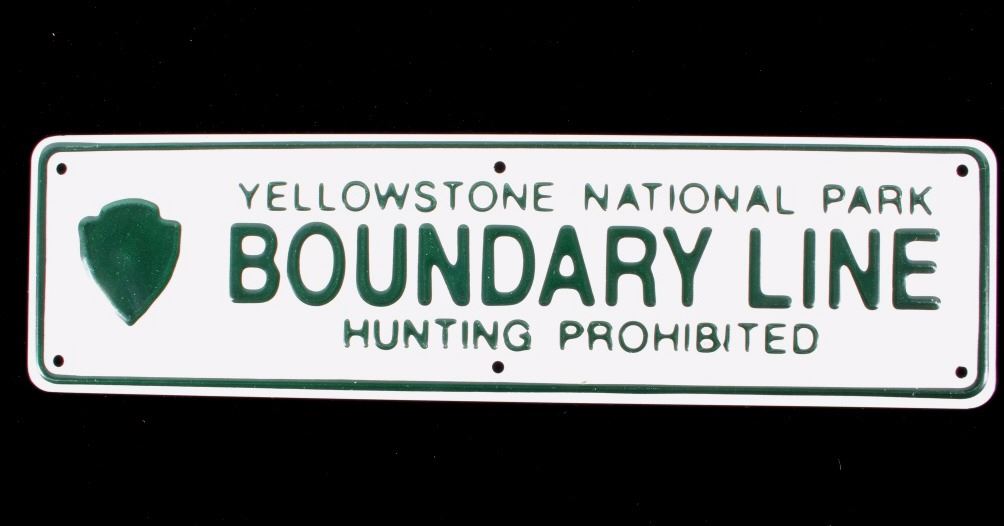 YELLOWSTONE NATIONAL PARK
BOUNDARY LINE
HUNTING PROHIBITED